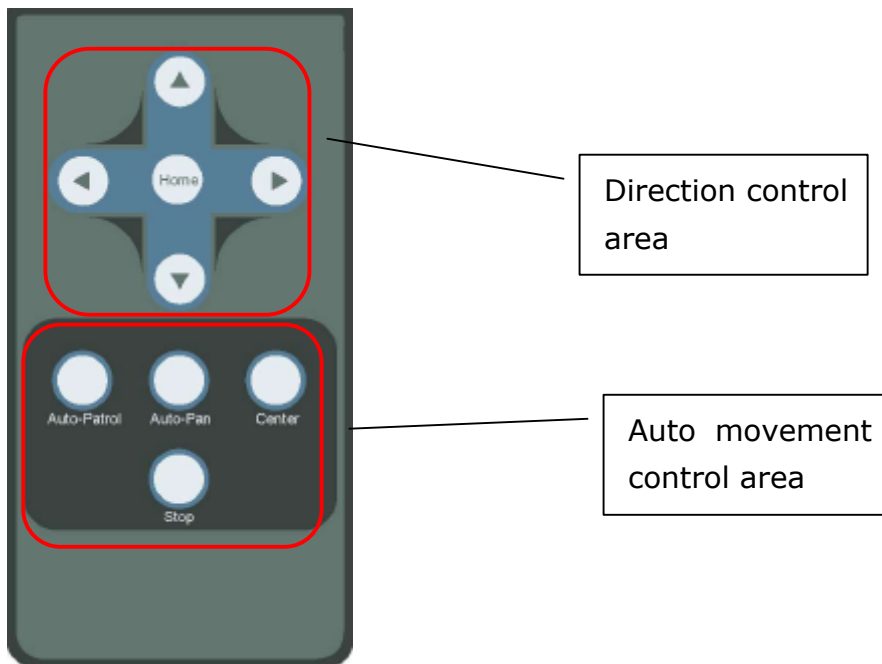 Home
Direction control
area
Auto-Patrol Auto-Pan Center
Stop
Auto movement
control area